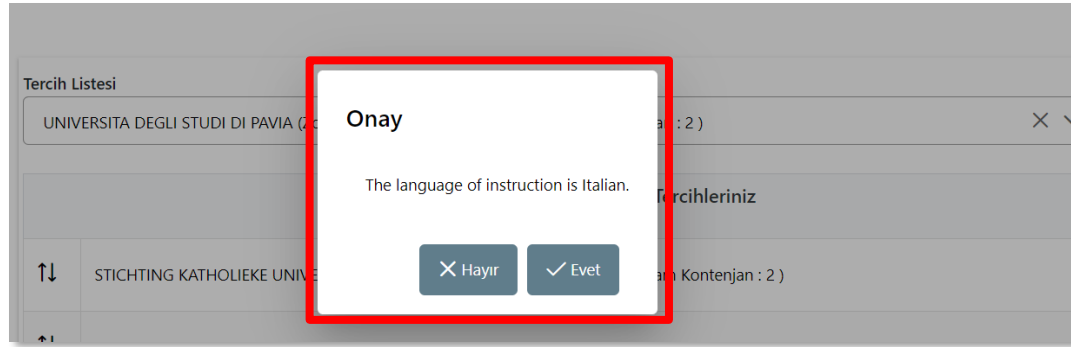 Tercih Listesi
UNIVERSITA DEGLI STUDI DI PAVIA : 2 )
Onay
The language of instruction is Italian.
Tercihleriniz
STICHTING KATHOLIEKE Kontenjan : 2 )
Hayır Evet